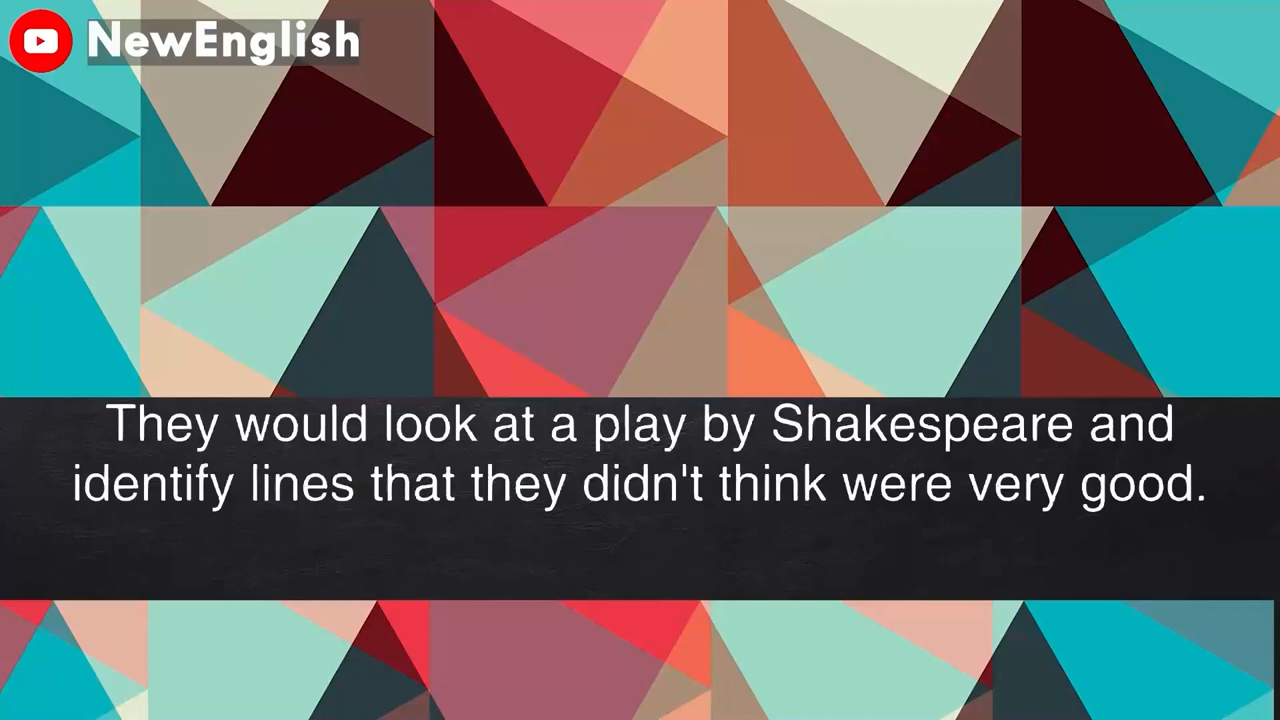 NewEnglish
They would look at a play by Shakespeare and
identify lines that they didn't think were very good.